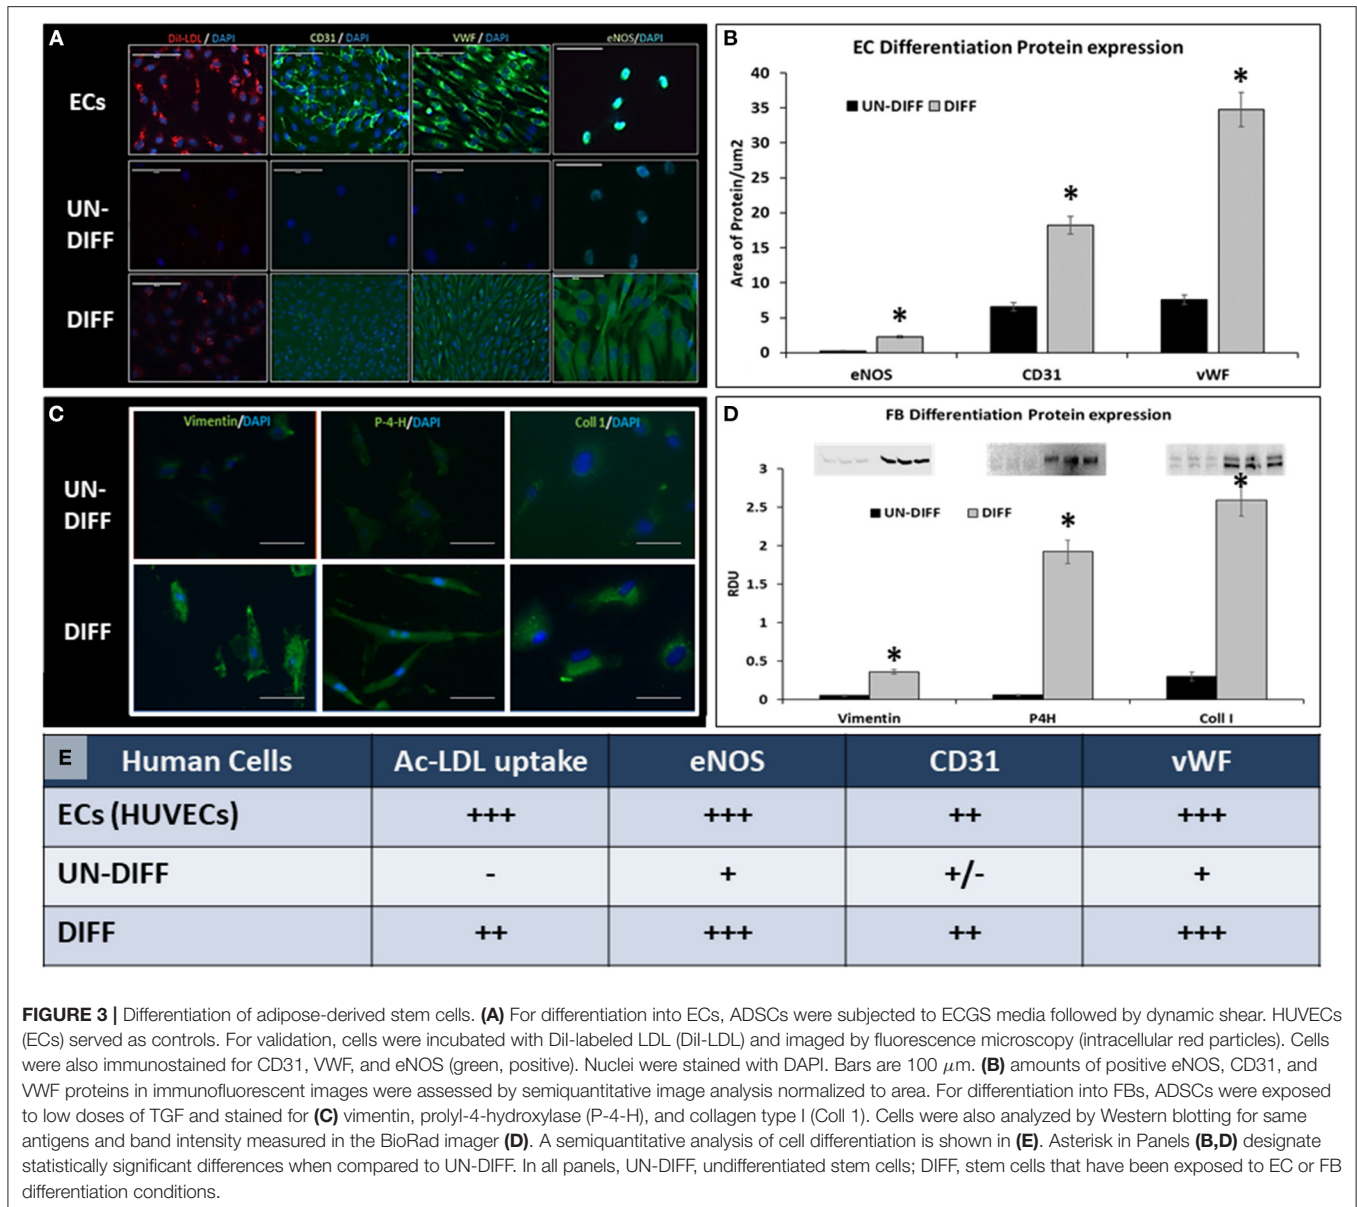 A
DiI-LDL / DAPI
CD31 / DAPI
VWF / DAPI
eNOS/DAPI
ECs
UN-
DIFF
DIFF
B
EC Differentiation Protein expression
UN-DIFF DIFF
Area of Protein/um2
40
35
30
25
20
15
10
5
0
*
*
*
eNOS CD31 vWF
C
Vimentin/DAPI
P-4-H/DAPI
Coll 1/DAPI
UN-
DIFF
DIFF
D
FB Differentiation Protein expression
UN-DIFF DIFF
RDU
3
2.5
2
1.5
1
0.5
0
*
*
*
Vimentin P4H Coll I
E
Human Cells Ac-LDL uptake eNOS CD31 vWF
ECs (HUVECs) +++ +++ ++ +++
UN-DIFF - + +/- +
DIFF ++ +++ ++ +++
FIGURE 3 | Differentiation of adipose-derived stem cells. (A) For differentiation into ECs, ADSCs were subjected to ECGS media followed by dynamic shear. HUVECs
(ECs) served as controls. For validation, cells were incubated with DiI-labeled LDL (DiI-LDL) and imaged by fluorescence microscopy (intracellular red particles). Cells
were also immunostained for CD31, VWF, and eNOS (green, positive). Nuclei were stained with DAPI. Bars are 100 μm. (B) amounts of positive eNOS, CD31, and
VWF proteins in immunofluorescent images were assessed by semiquantitative image analysis normalized to area. For differentiation into FBs, ADSCs were exposed
to low doses of TGF and stained for (C) vimentin, prolyl-4-hydroxylase (P-4-H), and collagen type I (Coll 1). Cells were also analyzed by Western blotting for same
antigens and band intensity measured in the BioRad imager (D). A semiquantitative analysis of cell differentiation is shown in (E). Asterisk in Panels (B,D) designate
statistically significant differences when compared to UN-DIFF. In all panels, UN-DIFF, undifferentiated stem cells; DIFF, stem cells that have been exposed to EC or FB
differentiation conditions.